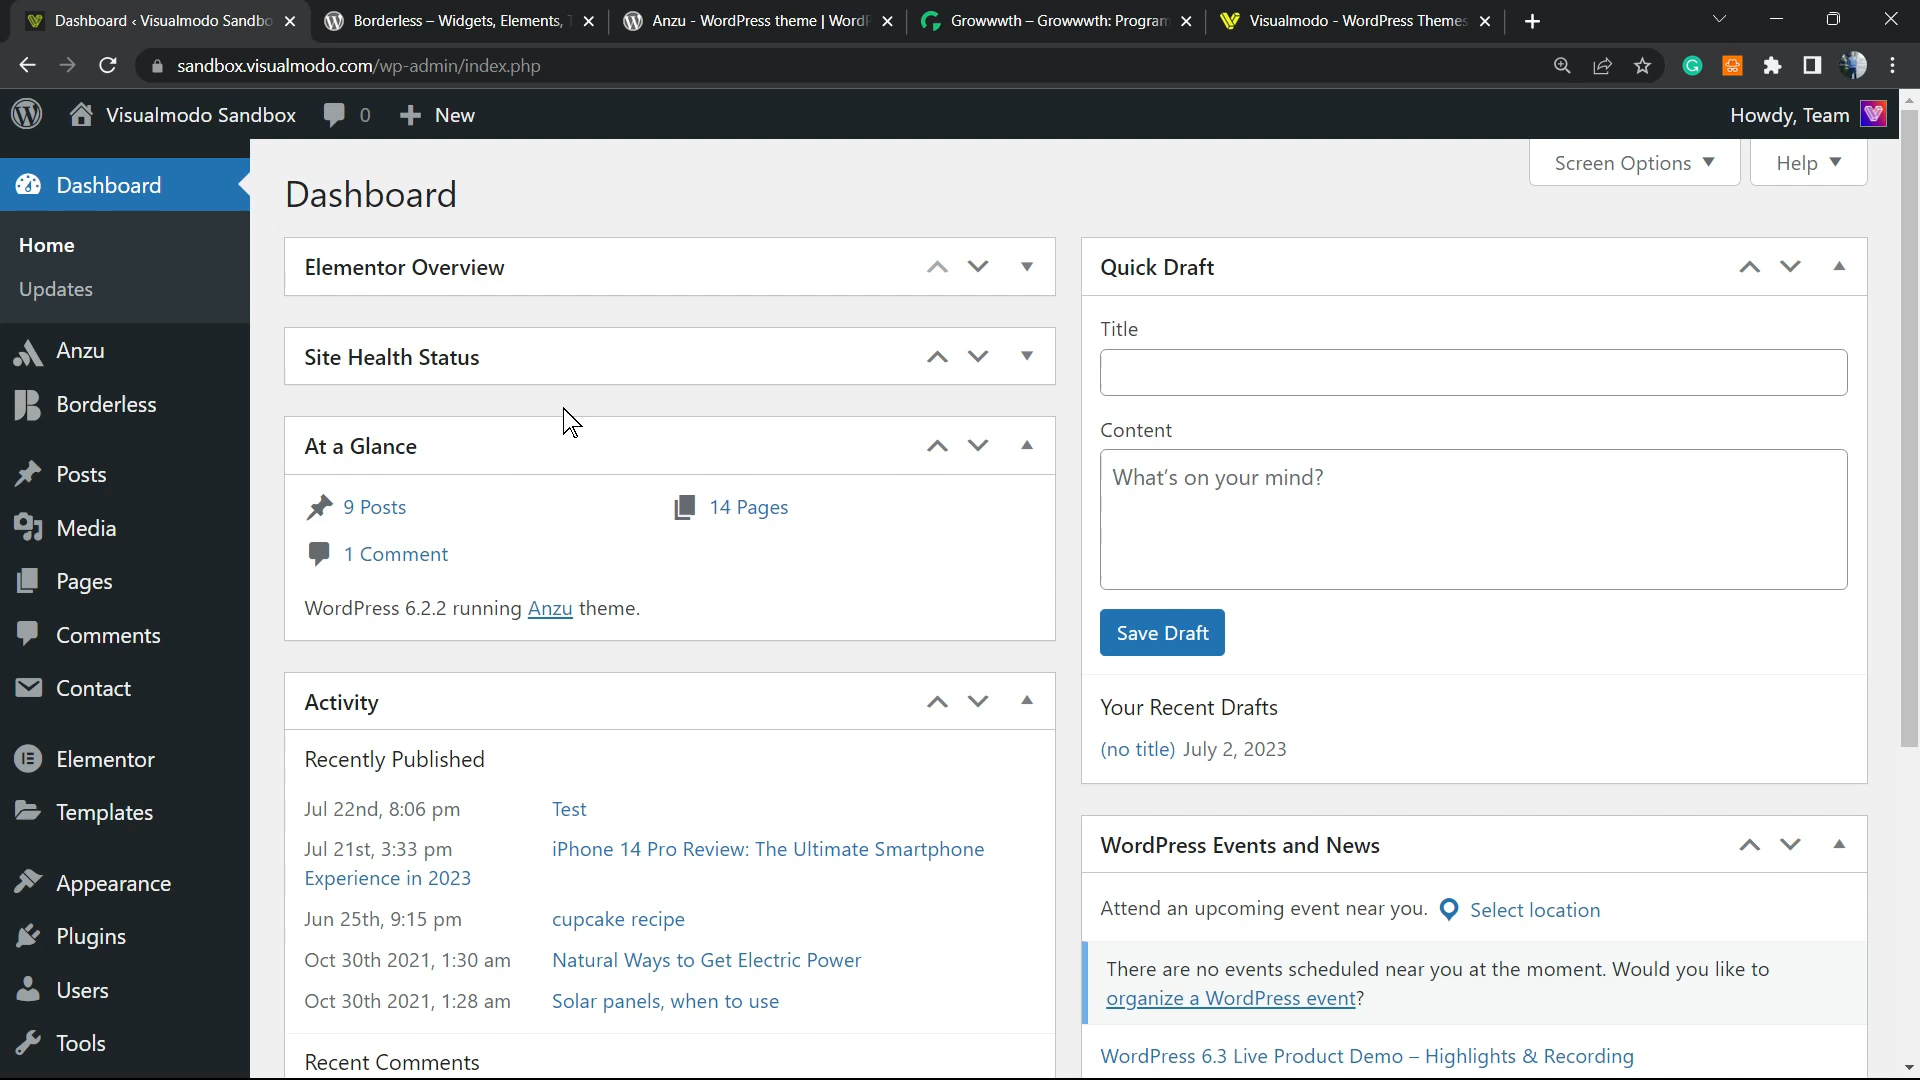 Dashboard ‹ Visualmodo Sandbo
Borderless – Widgets, Elements, T
Anzu - WordPress theme | WordP
Growwwth – Growwwth: Program
Visualmodo - WordPress Themes
sandbox.visualmodo.com/wp-admin/index.php
Visualmodo Sandbox
0
New
Howdy, Team
Screen Options
Help
Dashboard
Home
Updates
Anzu
Borderless
Posts
Media
Pages
Comments
Contact
Elementor
Templates
Appearance
Plugins
Users
Tools
Dashboard
Elementor Overview
Site Health Status
At a Glance
9 Posts
14 Pages
1 Comment
WordPress 6.2.2 running Anzu theme.
Activity
Recently Published
Jul 22nd, 8:06 pm Test
Jul 21st, 3:33 pm iPhone 14 Pro Review: The Ultimate Smartphone
Experience in 2023
Jun 25th, 9:15 pm cupcake recipe
Oct 30th 2021, 1:30 am Natural Ways to Get Electric Power
Oct 30th 2021, 1:28 am Solar panels, when to use
Recent Comments
Quick Draft
Title
Content
What's on your mind?
Save Draft
Your Recent Drafts
(no title) July 2, 2023
WordPress Events and News
Attend an upcoming event near you. Select location
There are no events scheduled near you at the moment. Would you like to
organize a WordPress event?
WordPress 6.3 Live Product Demo – Highlights & Recording